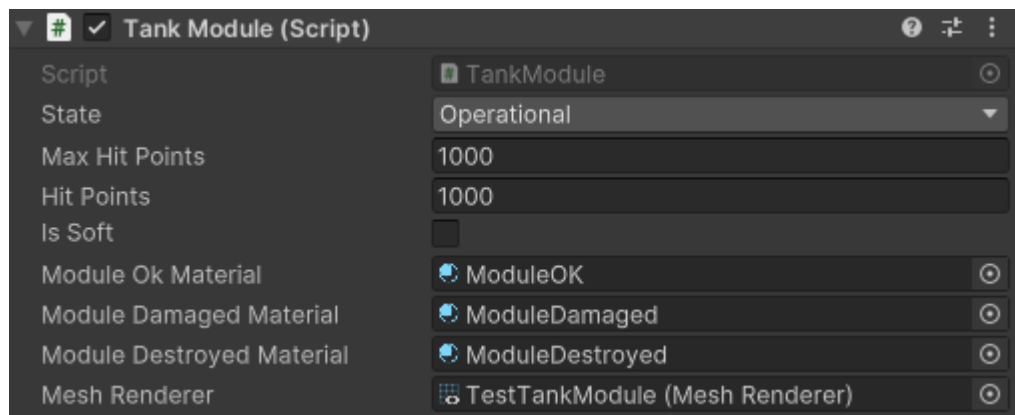 Tank Module (Script)
Script TankModule
State Operational
Max Hit Points 1000
Hit Points 1000
Is Soft
Module Ok Material ModuleOK
Module Damaged Material ModuleDamaged
Module Destroyed Material ModuleDestroyed
Mesh Renderer TestTankModule (Mesh Renderer)